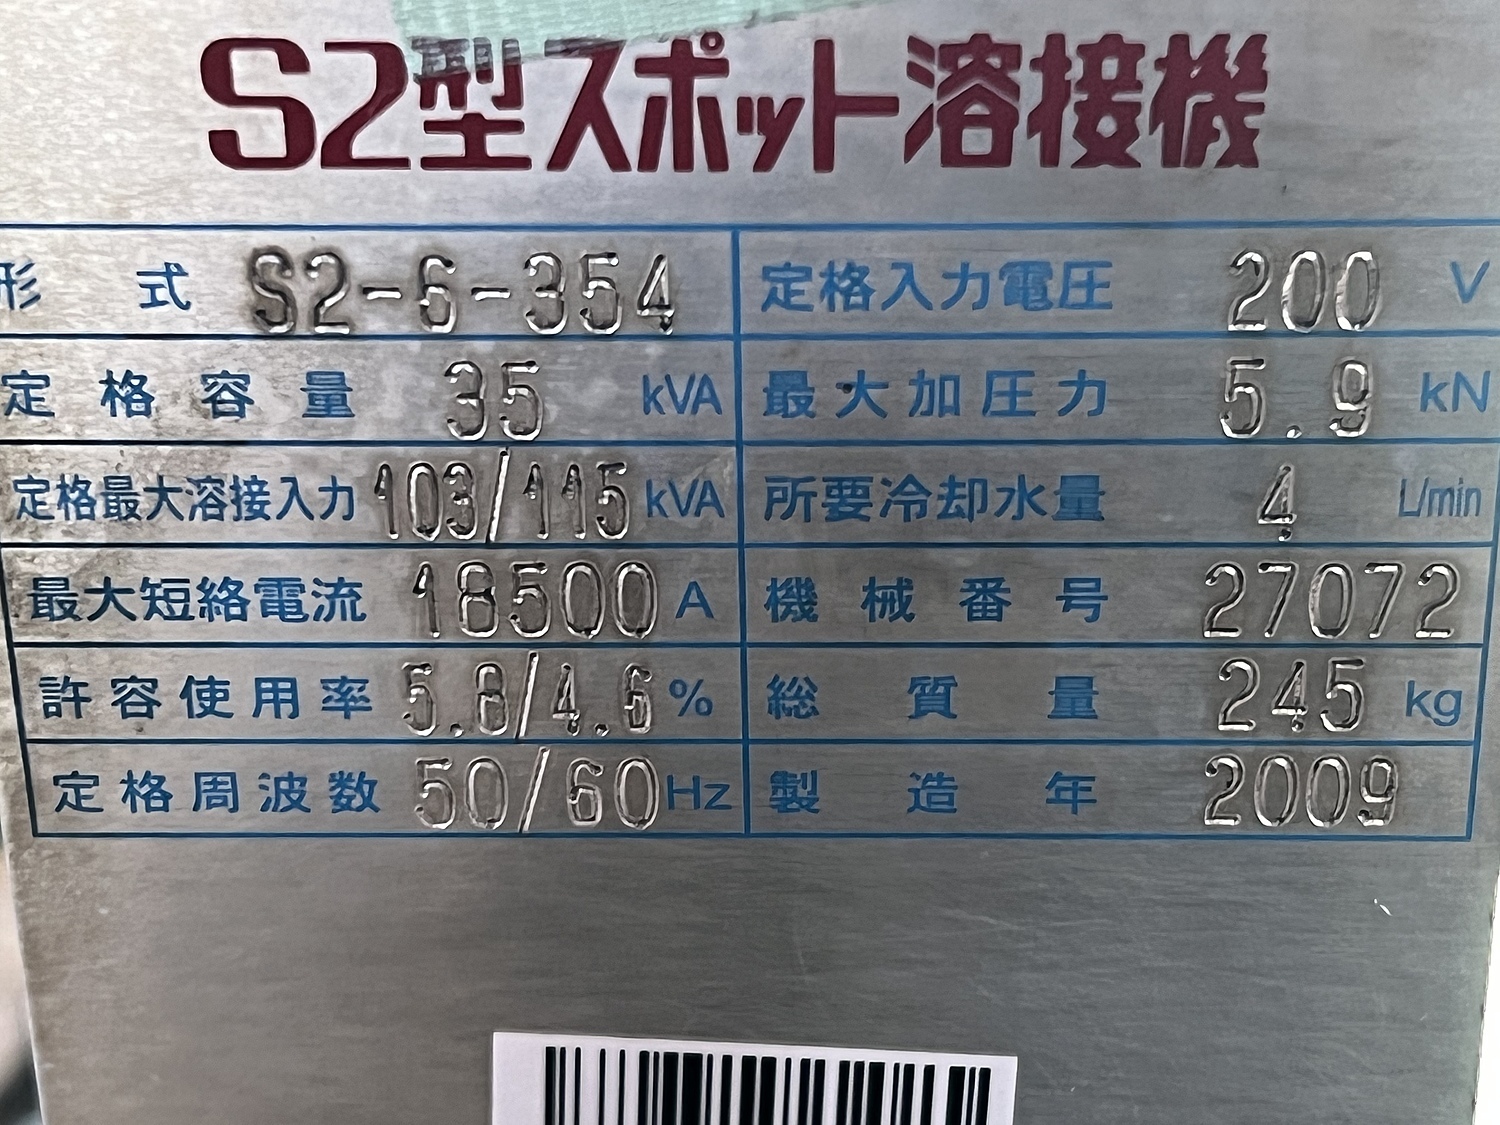 S2型スポット溶接機
形式 S2-6-354 定格入力電圧 200 V
定格容量 35 kVA 最大加圧力 5.9 kN
定格最大溶接入力 103/115 kVA 所要冷却水量 4 L/min
最大短絡電流 18500 A 機械番号 27072
許容使用率 5.8/4.6 % 総質量 245 kg
定格周波数 50/60 Hz 製造年 2009